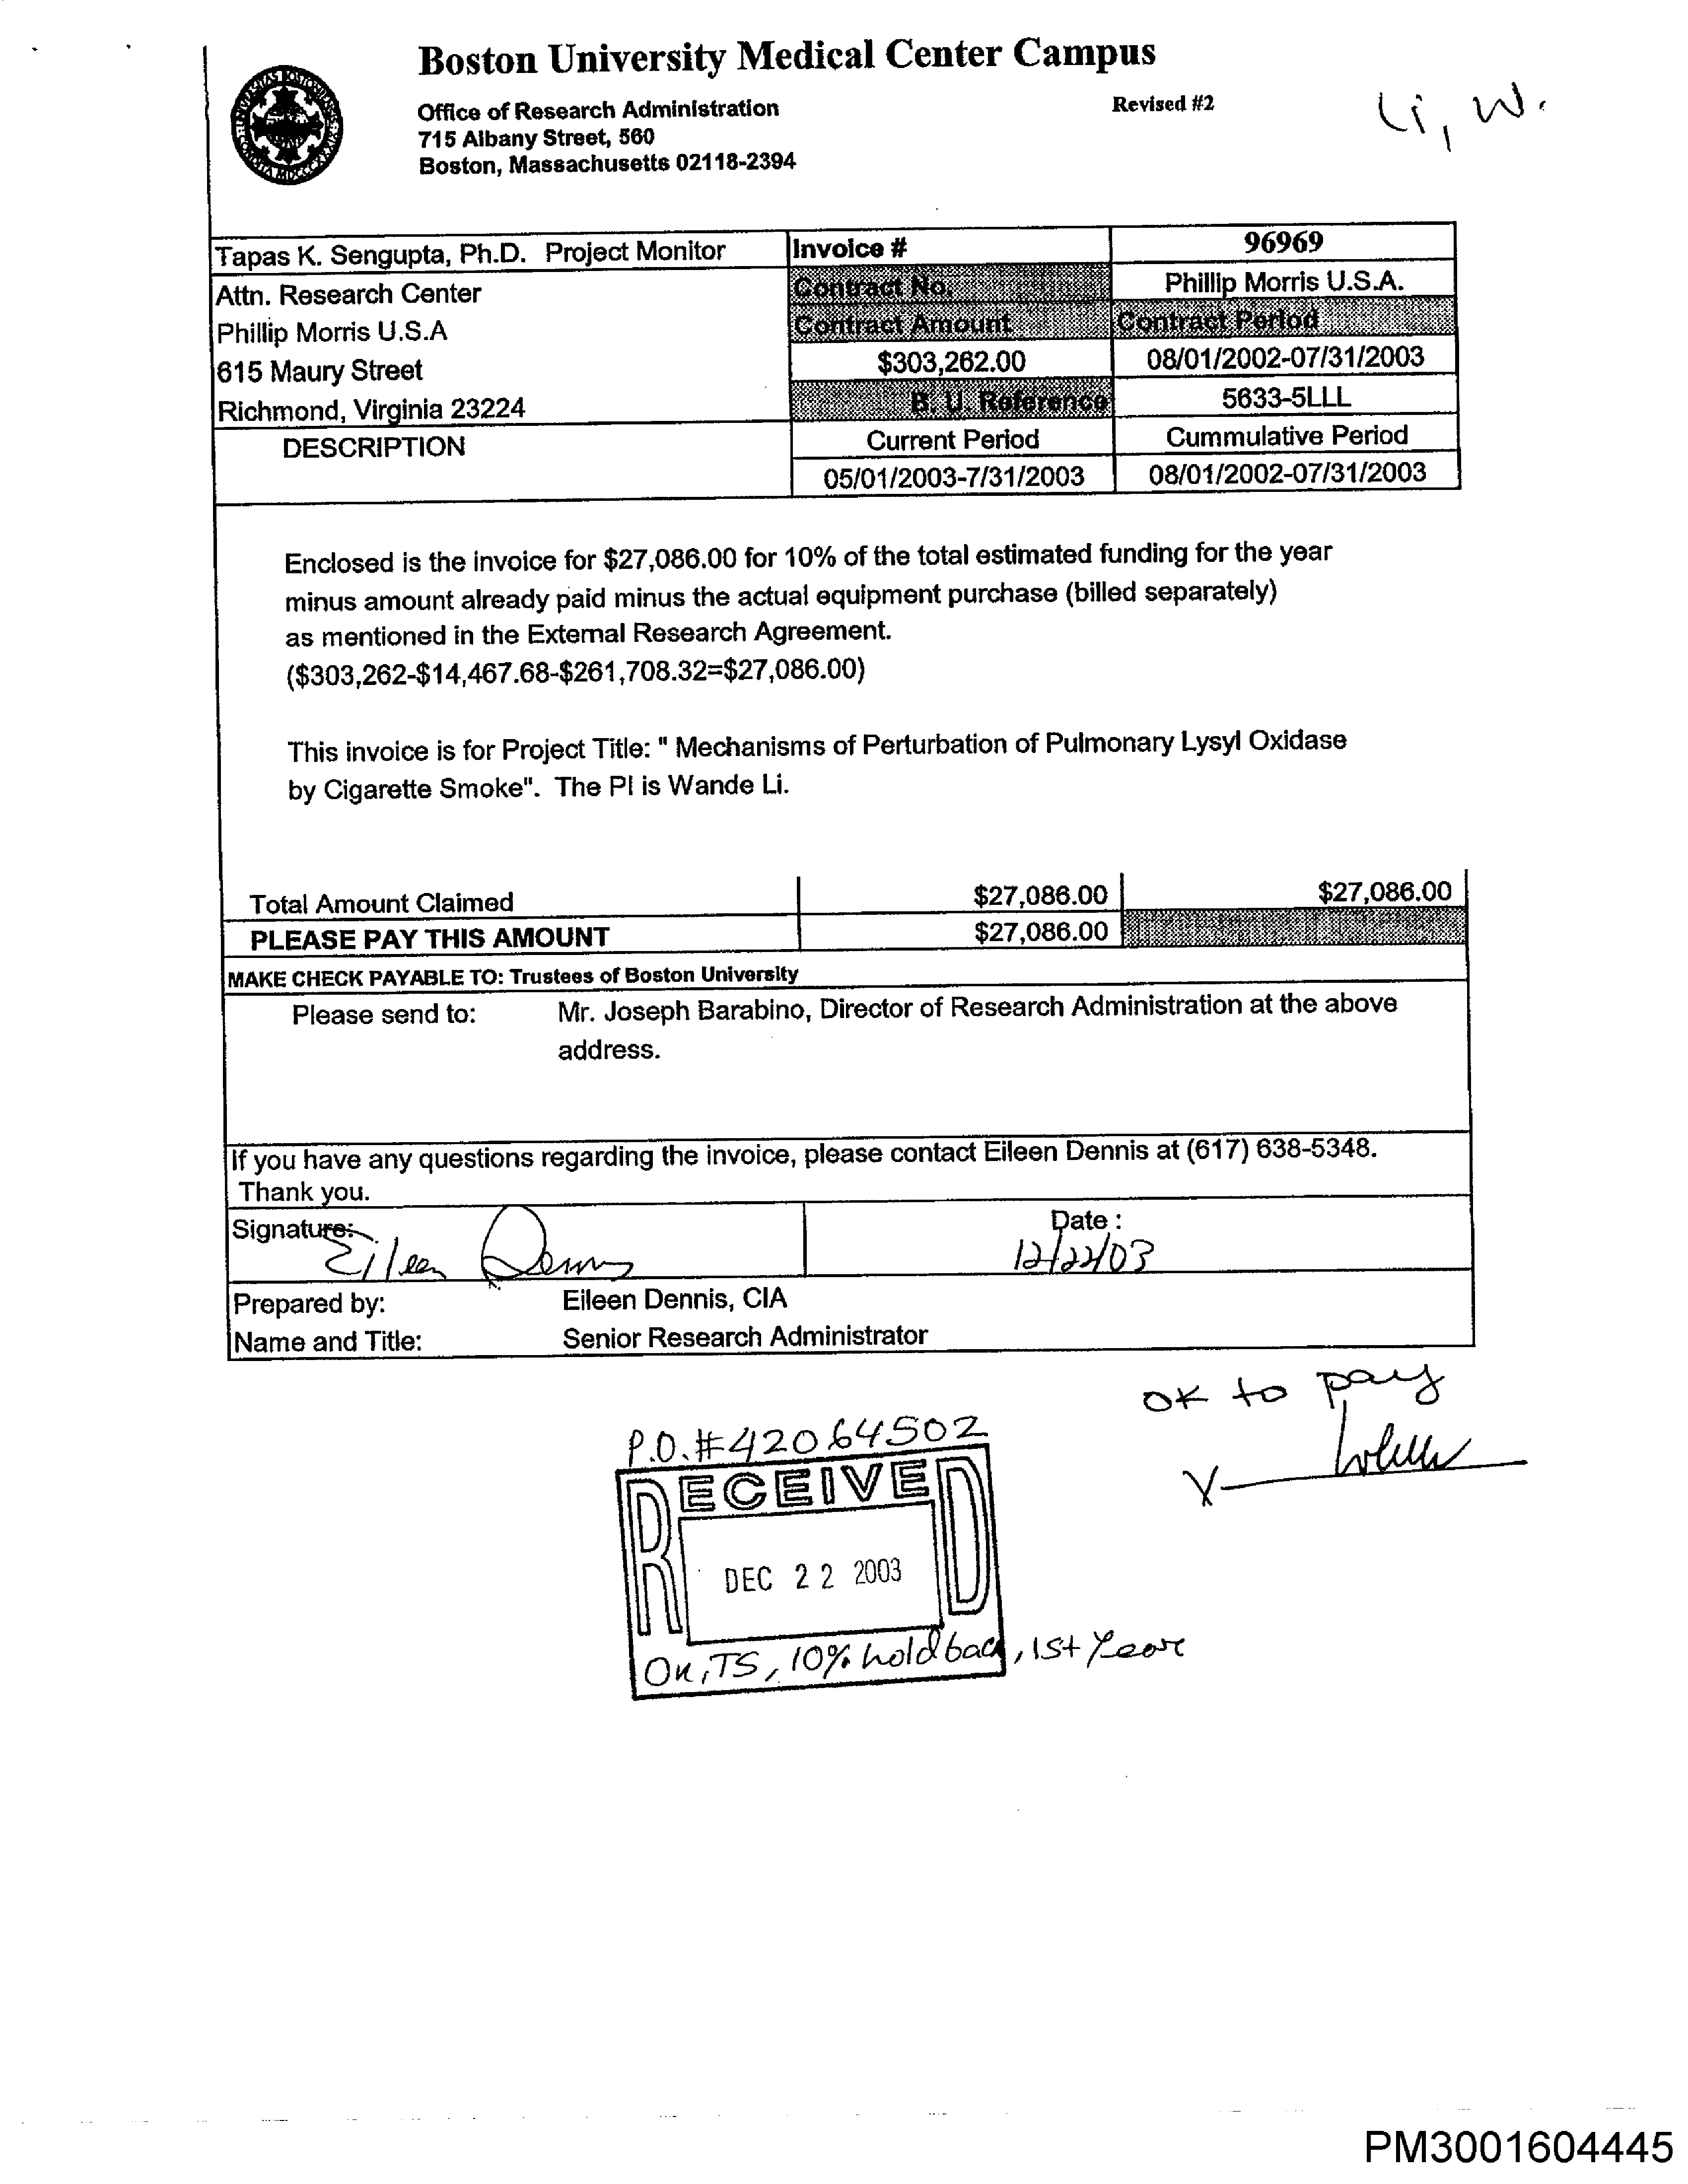 Boston University Medical Center Campus
Office of Research Administration
715 Albany Street, 560
Boston, Massachusetts 02118-2394
Revised #2
Li, W.
Tapas K. Sengupta, Ph.D. Project Monitor
Attn. Research Center
Phillip Morris U.S.A
615 Maury Street
Richmond, Virginia 23224
Invoice # 96969
Contract No. Phillip Morris U.S.A.
Contract Amount Contract Period
$303,262.00 08/01/2002-07/31/2003
B. U. Reference 5633-5LLL
DESCRIPTION Current Period Cummulative Period
05/01/2003-7/31/2003 08/01/2002-07/31/2003
Enclosed is the invoice for $27,086.00 for 10% of the total estimated funding for the year
minus amount already paid minus the actual equipment purchase (billed separately)
as mentioned in the External Research Agreement.
($303,262-$14,467.68-$261,708.32=$27,086.00)
This invoice is for Project Title: " Mechanisms of Perturbation of Pulmonary Lysyl Oxidase
by Cigarette Smoke". The PI is Wande Li.
Total Amount Claimed $27,086.00 $27,086.00
PLEASE PAY THIS AMOUNT $27,086.00
MAKE CHECK PAYABLE TO: Trustees of Boston University
Please send to: Mr. Joseph Barabino, Director of Research Administration at the above
address.
If you have any questions regarding the invoice, please contact Eileen Dennis at (617) 638-5348.
Thank you.
Signature: Eileen Dennis Date :
12/22/03
Prepared by: Eileen Dennis, CIA
Name and Title: Senior Research Administrator
OK to pay
X
P.O.#42064502
RECEIVED
DEC 22 2003
On, TS, 10% holdback, 1st Year
PM3001604445